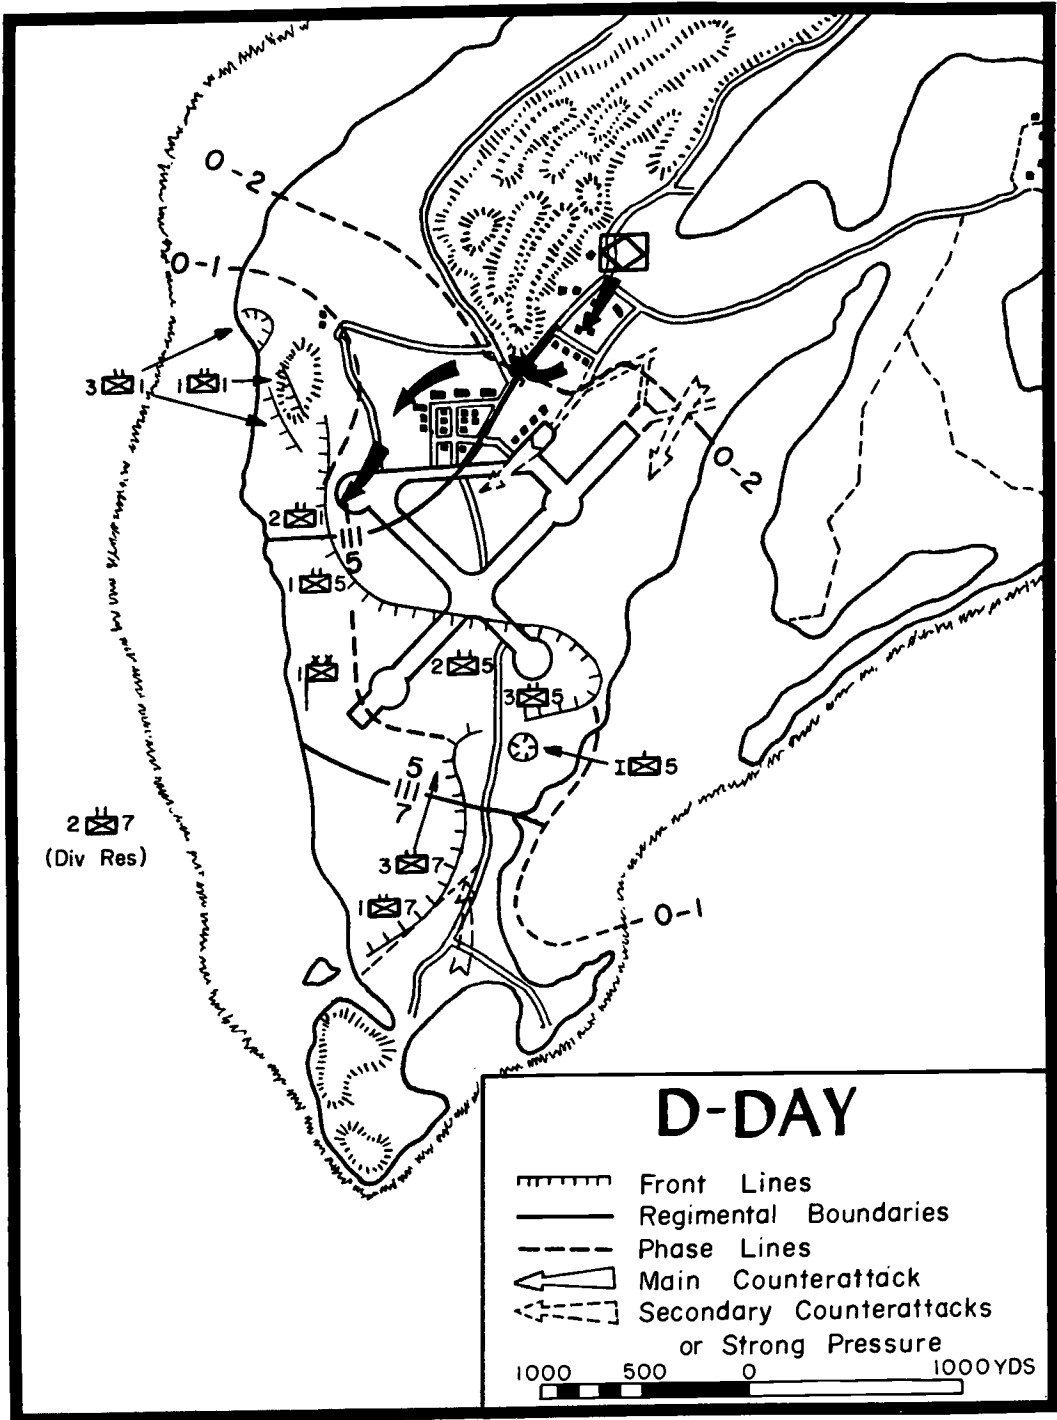 O-2
O-1
3 1
1 1
O-2
2 1
5
1 5
1
2 5
3 5
I 5
5
7
2 7
(Div Res)
3 7
1 7
O-1
D-DAY
Front Lines
Regimental Boundaries
Phase Lines
Main Counterattack
Secondary Counterattacks
or Strong Pressure
1000 500 0 1000 YDS